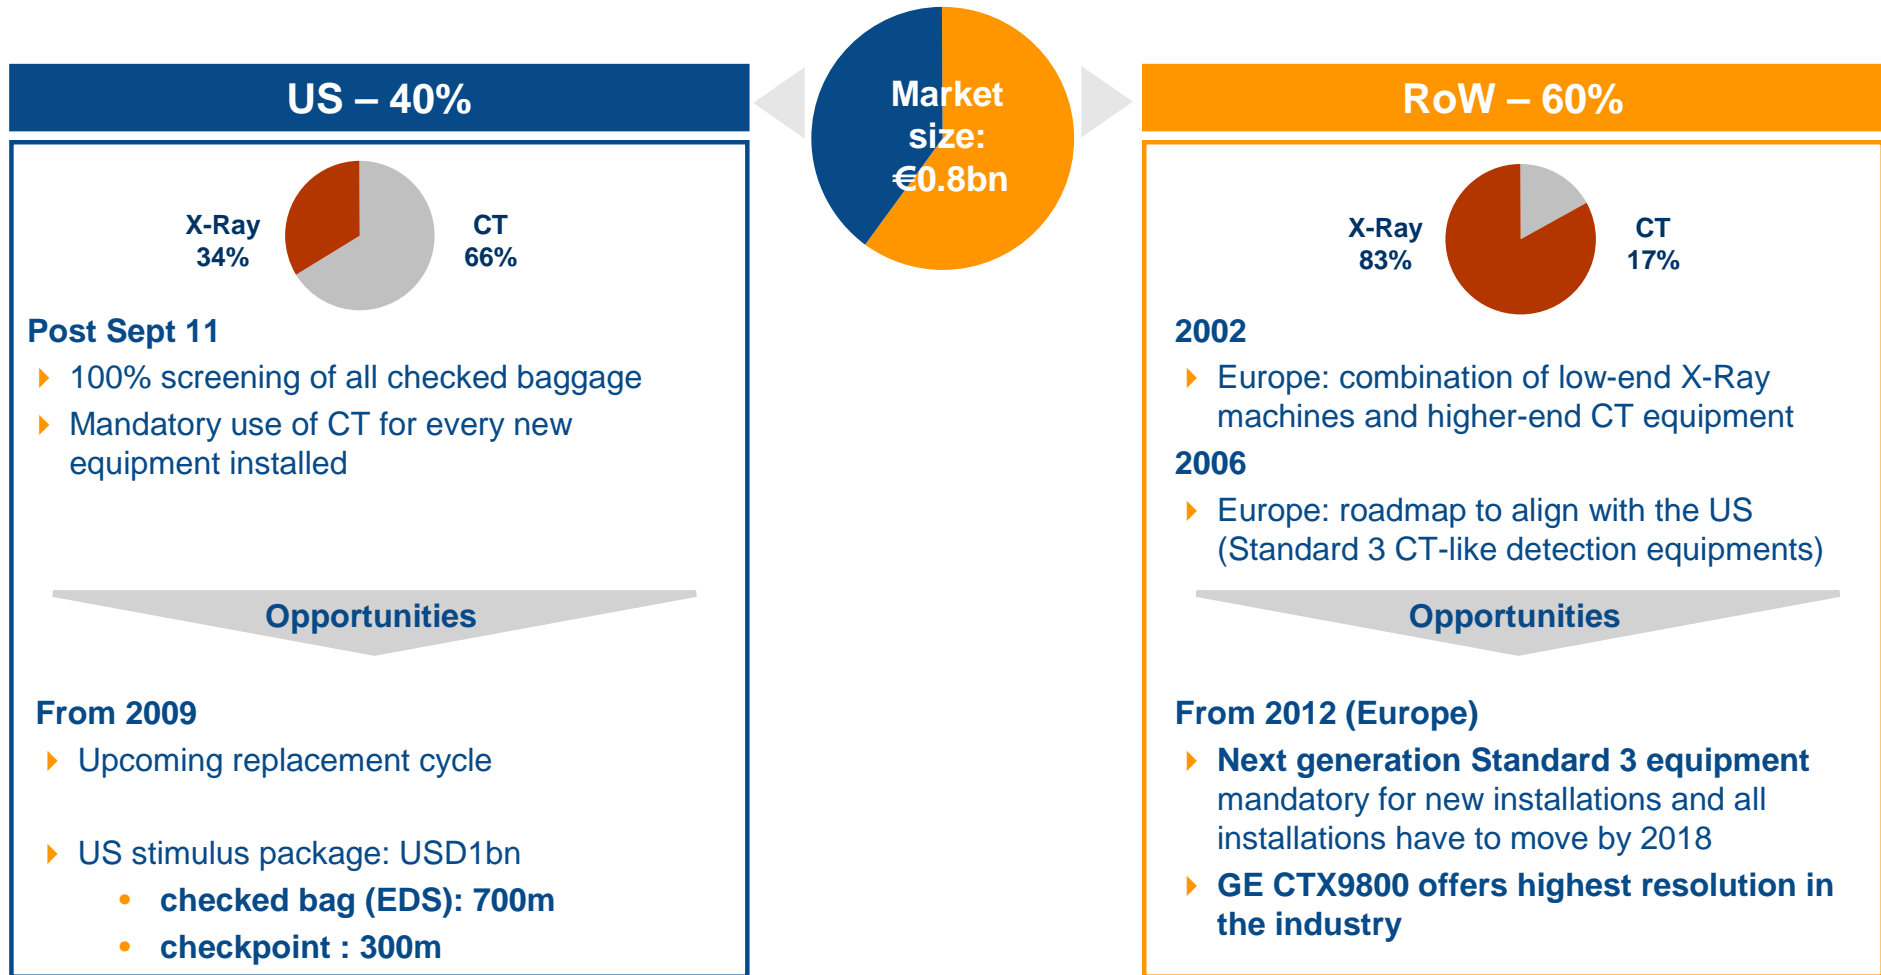 Market
size:
€0.8bn
US – 40%
X-Ray
34%
CT
66%
Post Sept 11
100% screening of all checked baggage
Mandatory use of CT for every new
equipment installed
Opportunities
From 2009
Upcoming replacement cycle
US stimulus package: USD1bn
• checked bag (EDS): 700m
• checkpoint : 300m
RoW – 60%
X-Ray
83%
CT
17%
2002
Europe: combination of low-end X-Ray
machines and higher-end CT equipment
2006
Europe: roadmap to align with the US
(Standard 3 CT-like detection equipments)
Opportunities
From 2012 (Europe)
Next generation Standard 3 equipment
mandatory for new installations and all
installations have to move by 2018
GE CTX9800 offers highest resolution in
the industry